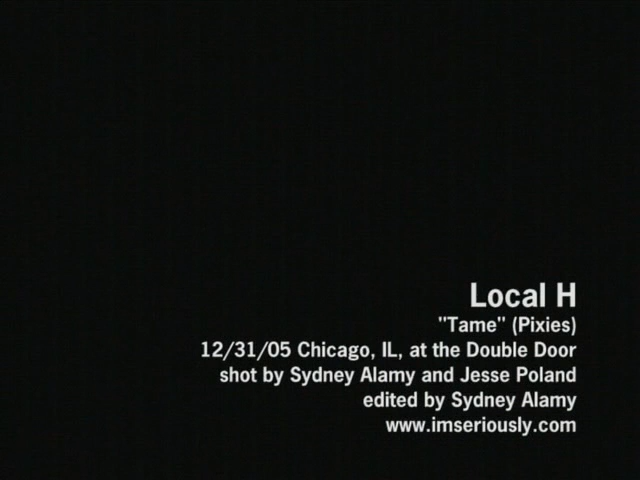 Local H
"Tame" (Pixies)
12/31/05 Chicago, IL, at the Double Door
shot by Sydney Alamy and Jesse Poland
edited by Sydney Alamy
www.imseriously.com